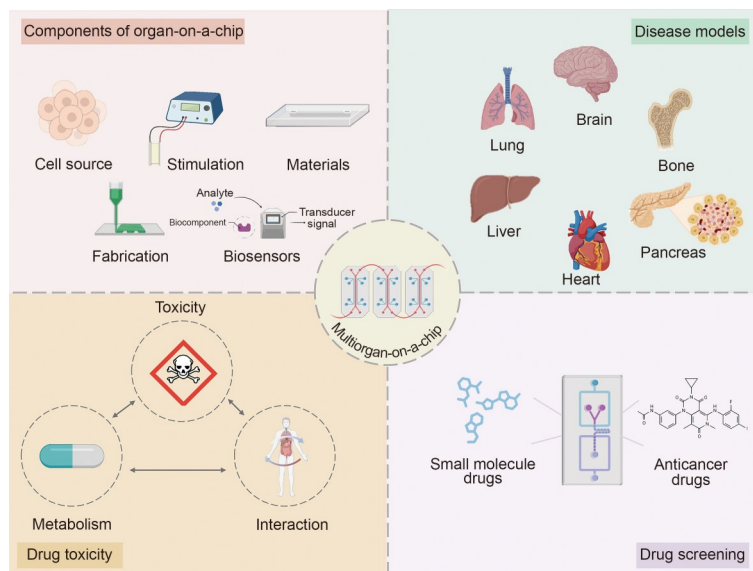 Components of organ-on-a-chip
Cell source
Stimulation
Materials
Fabrication
Analyte
Biocomponent
Transducer
signal
Biosensors
Disease models
Lung
Brain
Bone
Liver
Heart
Pancreas
Multiorgan-on-a-chip
Toxicity
Metabolism
Interaction
Drug toxicity
Small molecule
drugs
O
N
O
N
O
HN
O
N
O
HN
F
I
Anticancer
drugs
Drug screening